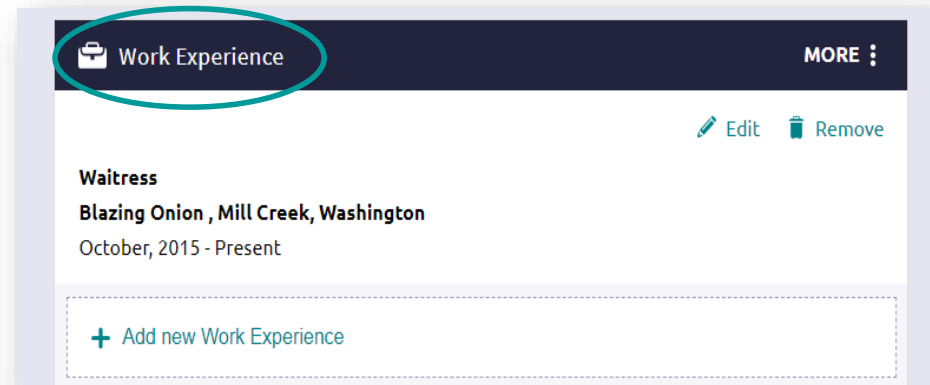 Work Experience MORE
Edit Remove
Waitress
Blazing Onion , Mill Creek, Washington
October, 2015 - Present
+ Add new Work Experience